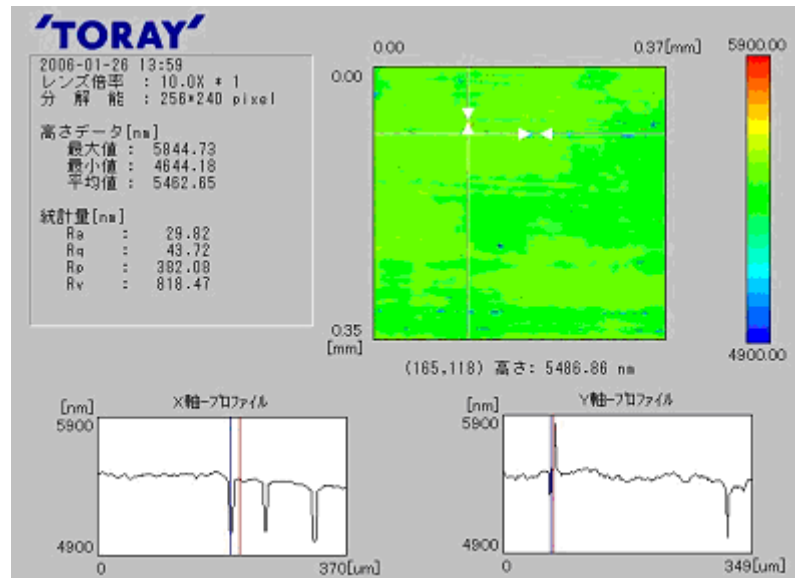 'TORAY'
2006-01-26 13:59
レンズ倍率 : 10.0X * 1
分 解 能 : 256*240 pixel
高さデータ[nm]
最大値 : 5844.73
最小値 : 4644.18
平均値 : 5462.65
統計量[nm]
Ra : 29.82
Rq : 43.72
Rp : 382.08
Rv : 818.47
0.00 0.37[mm]
0.00
0.35
[mm]
5900.00
4900.00
(165,118) 高さ: 5486.86 nm
X軸-プロファイル
[nm]
5900
4900
0 370[um]
Y軸-プロファイル
[nm]
5900
4900
0 349[um]